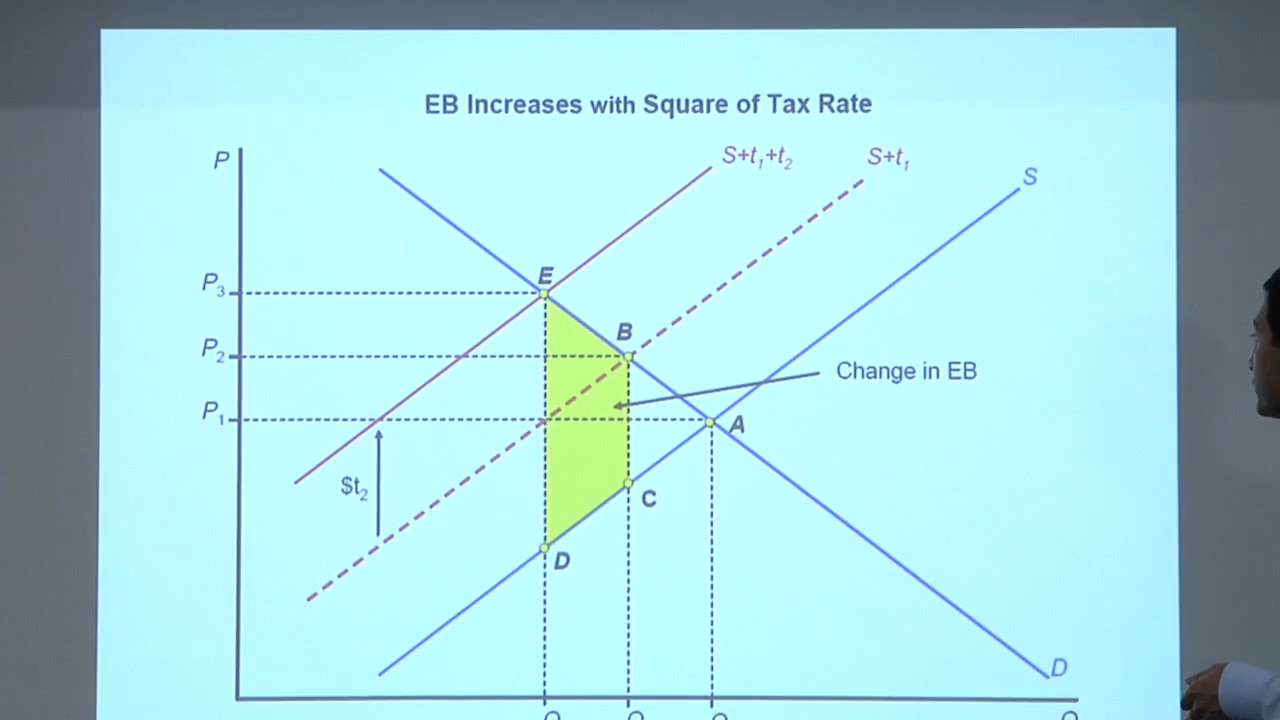 EB Increases with Square of Tax Rate
P
S+t₁+t₂
S+t₁
S
E
P₃
B
P₂
Change in EB
P₁
A
$t₂
C
D
D